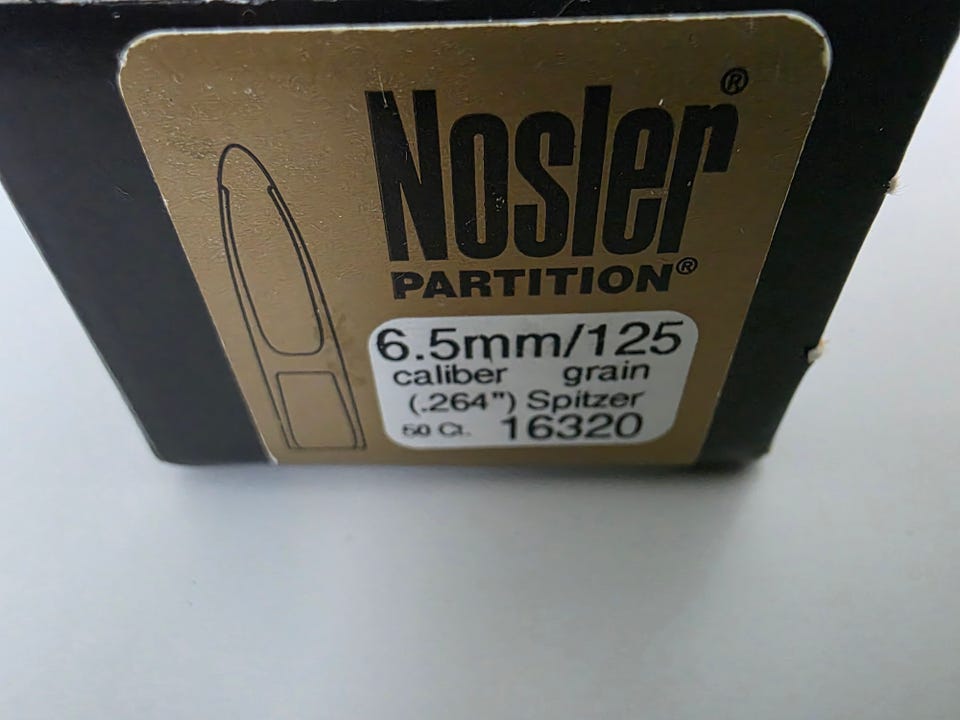 Nosler®
PARTITION®
6.5mm/125
caliber grain
(.264") Spitzer
50 Ct. 16320